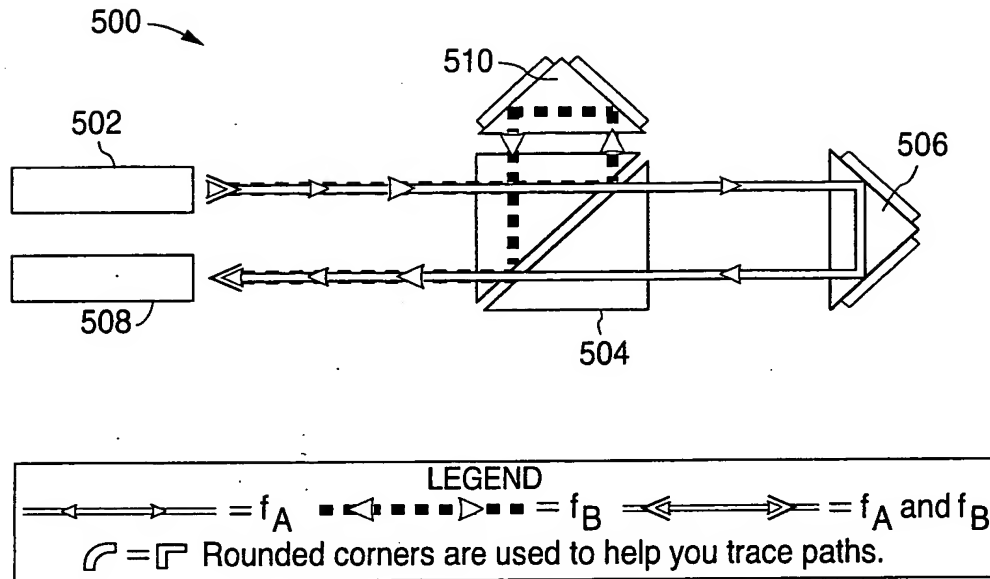 500
510
502
506
508
504
LEGEND
= fA = fB = fA and fB
= Rounded corners are used to help you trace paths.